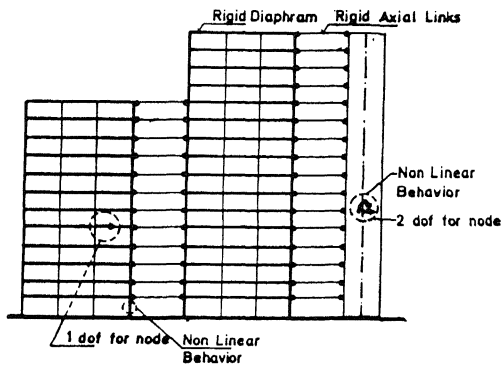 Rigid Diaphram
Rigid Axial Links
Non Linear
Behavior
2 dof for node
1 dof for node
Non Linear
Behavior